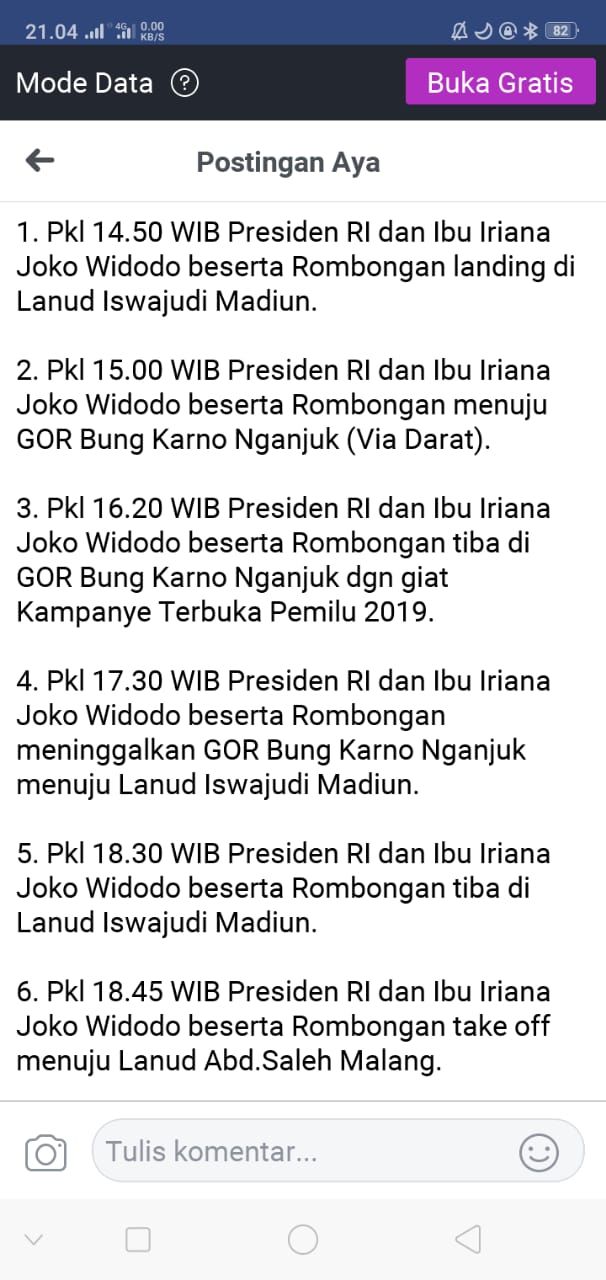 21.04 4G 0.00 KB/S 82
Mode Data ? Buka Gratis
Postingan Aya
1. Pkl 14.50 WIB Presiden RI dan Ibu Iriana
Joko Widodo beserta Rombongan landing di
Lanud Iswajudi Madiun.
2. Pkl 15.00 WIB Presiden RI dan Ibu Iriana
Joko Widodo beserta Rombongan menuju
GOR Bung Karno Nganjuk (Via Darat).
3. Pkl 16.20 WIB Presiden RI dan Ibu Iriana
Joko Widodo beserta Rombongan tiba di
GOR Bung Karno Nganjuk dgn giat
Kampanye Terbuka Pemilu 2019.
4. Pkl 17.30 WIB Presiden RI dan Ibu Iriana
Joko Widodo beserta Rombongan
meninggalkan GOR Bung Karno Nganjuk
menuju Lanud Iswajudi Madiun.
5. Pkl 18.30 WIB Presiden RI dan Ibu Iriana
Joko Widodo beserta Rombongan tiba di
Lanud Iswajudi Madiun.
6. Pkl 18.45 WIB Presiden RI dan Ibu Iriana
Joko Widodo beserta Rombongan take off
menuju Lanud Abd.Saleh Malang.
Tulis komentar...